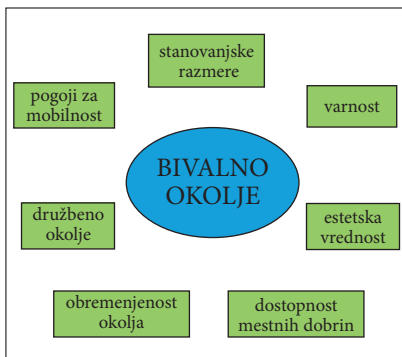 stanovanjske
razmere
pogoji za
mobilnost
varnost
BIVALNO
OKOLJE
družbeno
okolje
estetska
vrednost
obremenjenost
okolja
dostopnost
mestnih dobrin